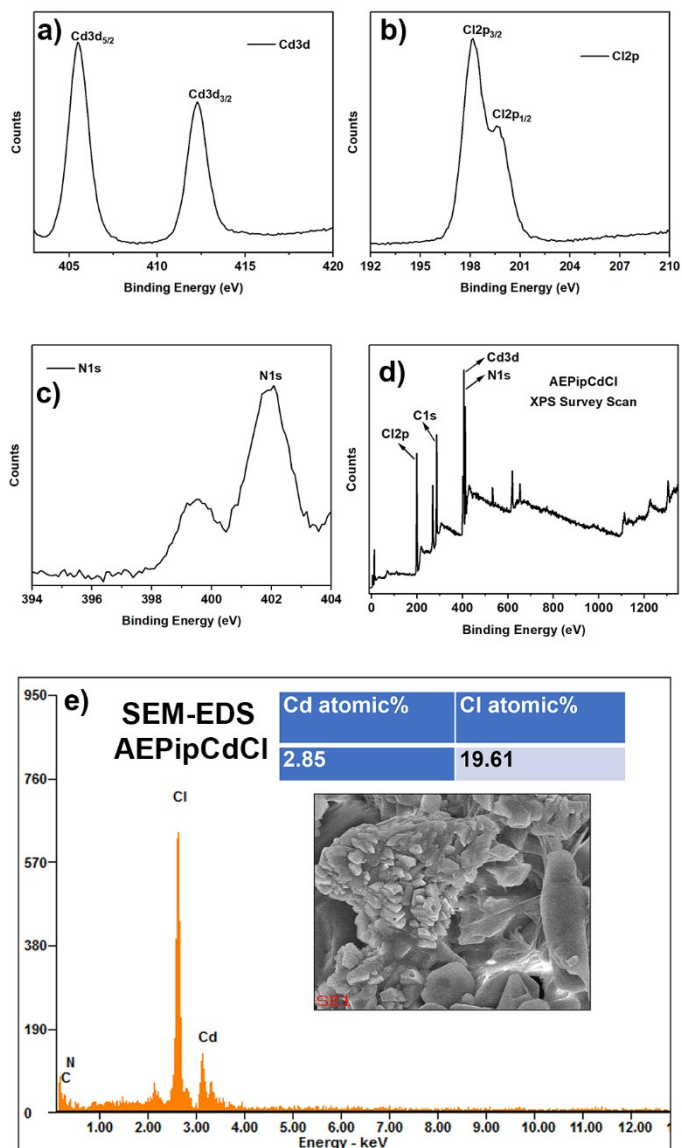 a)
Cd3d5/2
Cd3d3/2
Cd3d
Counts
405 410 415 420
Binding Energy (eV)
b)
Cl2p3/2
Cl2p1/2
Cl2p
Counts
192 195 198 201 204 207 210
Binding Energy (eV)
c)
N1s
N1s
Counts
394 396 398 400 402 404
Binding Energy (eV)
d)
Cd3d
N1s
C1s
Cl2p
AEPipCdCl
XPS Survey Scan
Counts
0 200 400 600 800 1000 1200
Binding Energy (eV)
e)
SEM-EDS
AEPipCdCl
Cd atomic% Cl atomic%
2.85 19.61
950
760
570
380
190
0
Cl
Cd
N
C
SE1
1.00 2.00 3.00 4.00 5.00 6.00 7.00 8.00 9.00 10.00 11.00 12.00
Energy - keV